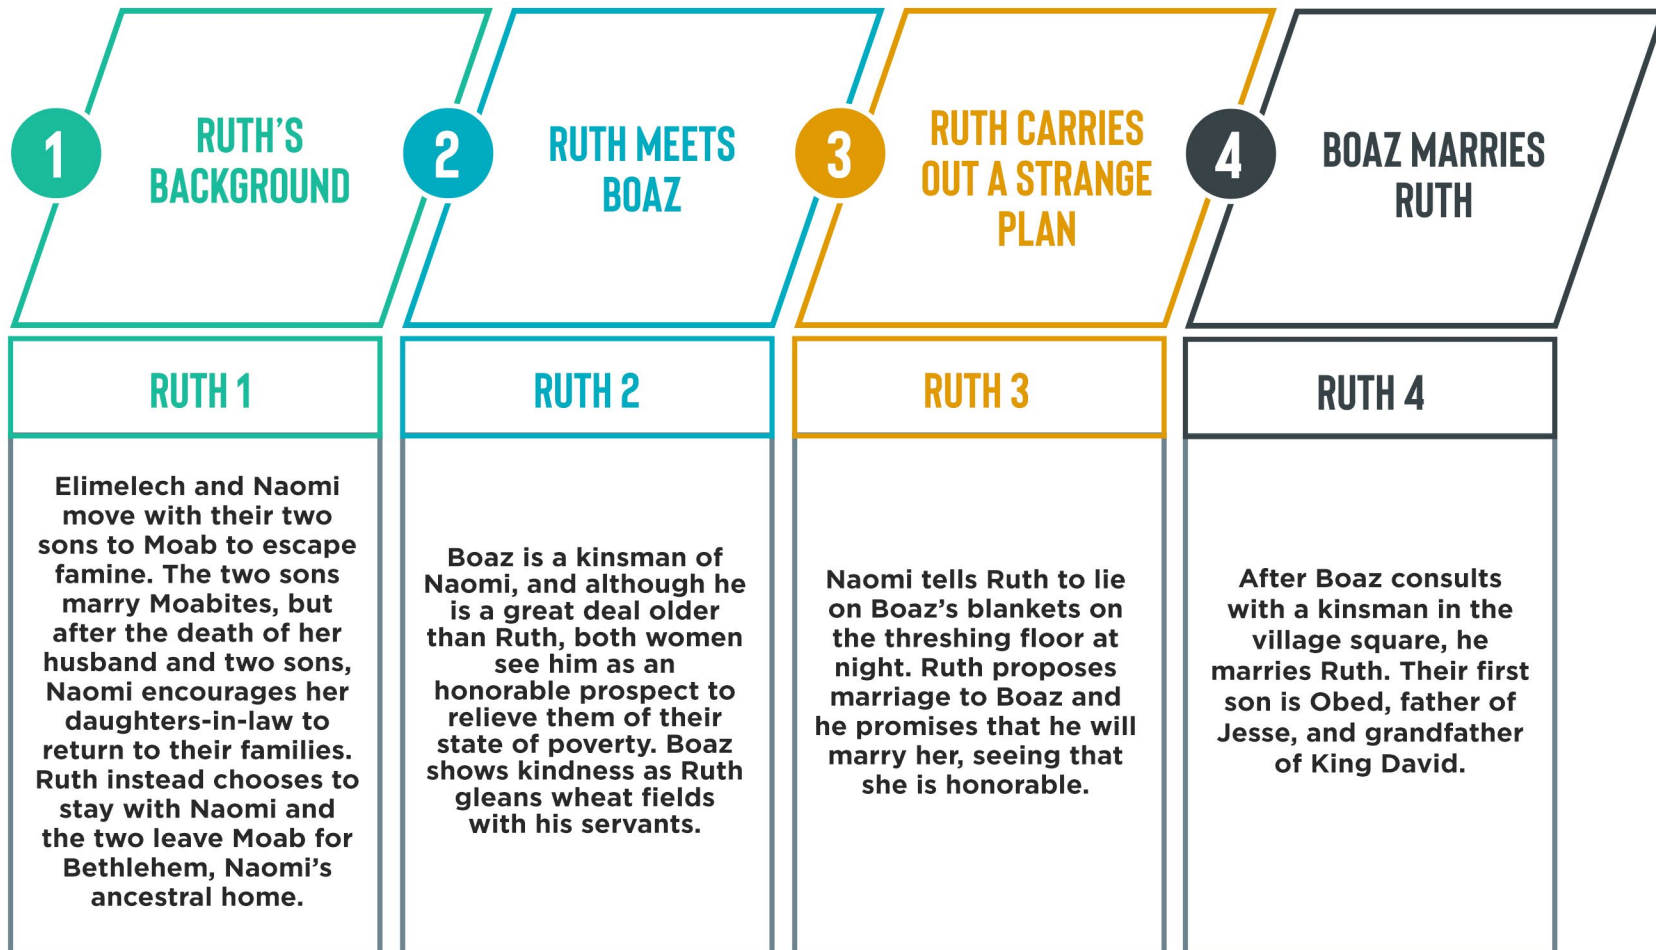 1
RUTH'S
BACKGROUND
2
RUTH MEETS
BOAZ
3
RUTH CARRIES
OUT A STRANGE
PLAN
4
BOAZ MARRIES
RUTH
RUTH 1
Elimelech and Naomi
move with their two
sons to Moab to escape
famine. The two sons
marry Moabites, but
after the death of her
husband and two sons,
Naomi encourages her
daughters-in-law to
return to their families.
Ruth instead chooses to
stay with Naomi and
the two leave Moab for
Bethlehem, Naomi's
ancestral home.
RUTH 2
Boaz is a kinsman of
Naomi, and although he
is a great deal older
than Ruth, both women
see him as an
honorable prospect to
relieve them of their
state of poverty. Boaz
shows kindness as Ruth
gleans wheat fields
with his servants.
RUTH 3
Naomi tells Ruth to lie
on Boaz's blankets on
the threshing floor at
night. Ruth proposes
marriage to Boaz and
he promises that he will
marry her, seeing that
she is honorable.
RUTH 4
After Boaz consults
with a kinsman in the
village square, he
marries Ruth. Their first
son is Obed, father of
Jesse, and grandfather
of King David.